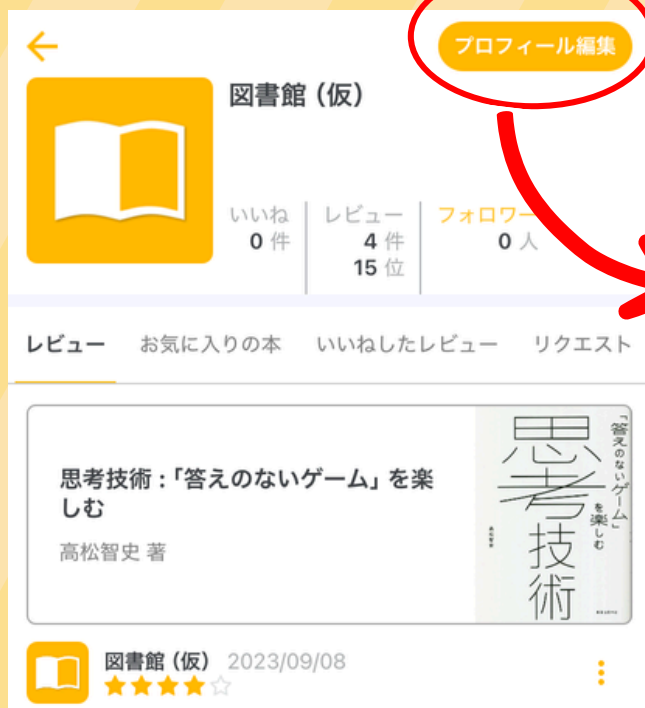 プロフィール編集
図書館（仮）
いいね
0 件
レビュー
4 件
15 位
フォロワー
0 人
レビュー お気に入りの本 いいねしたレビュー リクエスト
思考技術：「答えのないゲーム」を楽
しむ
高松智史 著
「答えのないゲーム」
を楽しむ
思考技術
図書館（仮） 2023/09/08